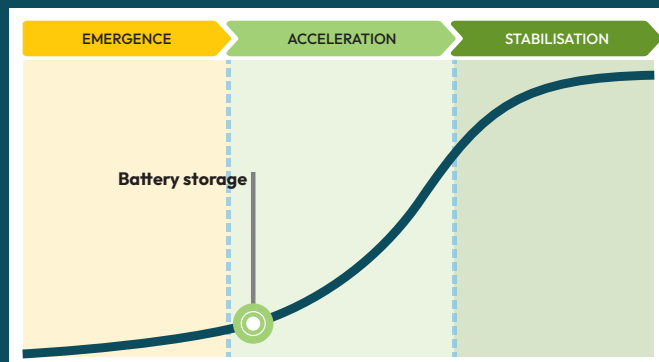 EMERGENCE
ACCELERATION
STABILISATION
Battery storage